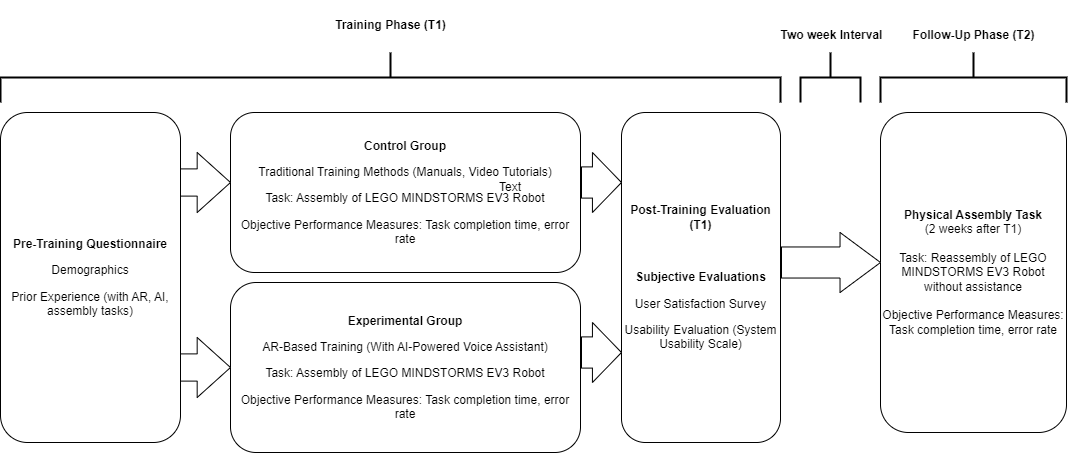 Training Phase (T1)
Two week Interval
Follow-Up Phase (T2)
Pre-Training Questionnaire
Demographics
Prior Experience (with AR, AI,
assembly tasks)
Control Group
Traditional Training Methods (Manuals, Video Tutorials)
Text
Task: Assembly of LEGO MINDSTORMS EV3 Robot
Objective Performance Measures: Task completion time, error
rate
Experimental Group
AR-Based Training (With AI-Powered Voice Assistant)
Task: Assembly of LEGO MINDSTORMS EV3 Robot
Objective Performance Measures: Task completion time, error
rate
Post-Training Evaluation
(T1)
Subjective Evaluations
User Satisfaction Survey
Usability Evaluation (System
Usability Scale)
Physical Assembly Task
(2 weeks after T1)
Task: Reassembly of LEGO
MINDSTORMS EV3 Robot
without assistance
Objective Performance Measures:
Task completion time, error rate